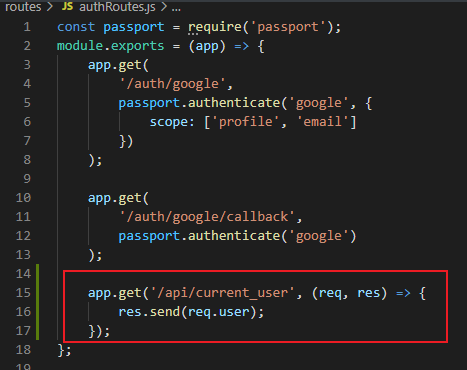 routes > JS authRoutes.js > ...
1 const passport = require('passport');
2 module.exports = (app) => {
3     app.get(
4     '/auth/google',
5     passport.authenticate('google', {
6         scope: ['profile', 'email']
7     })
8     );
9
10     app.get(
11         '/auth/google/callback',
12         passport.authenticate('google')
13     );
14
15     app.get('/api/current_user', (req, res) => {
16         res.send(req.user);
17     });
18 };
19